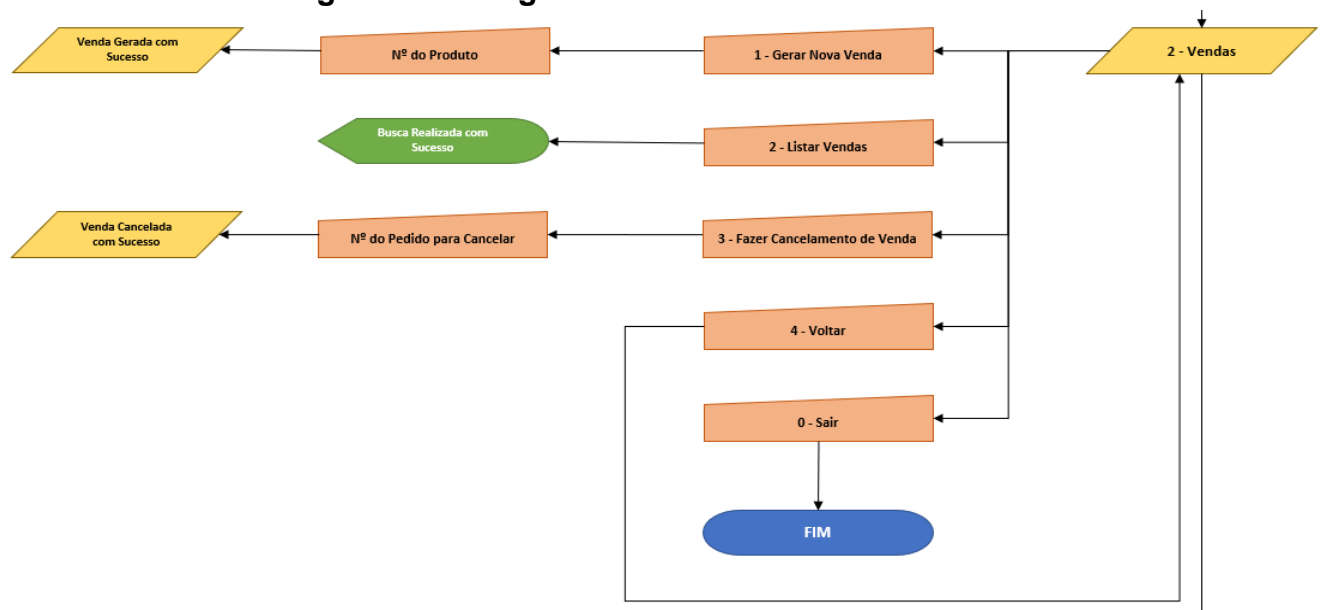 Venda Gerada com
Sucesso
Nº do Produto
1 - Gerar Nova Venda
2 - Vendas
Busca Realizada com
Sucesso
2 - Listar Vendas
Venda Cancelada
com Sucesso
Nº do Pedido para Cancelar
3 - Fazer Cancelamento de Venda
4 - Voltar
0 - Sair
FIM